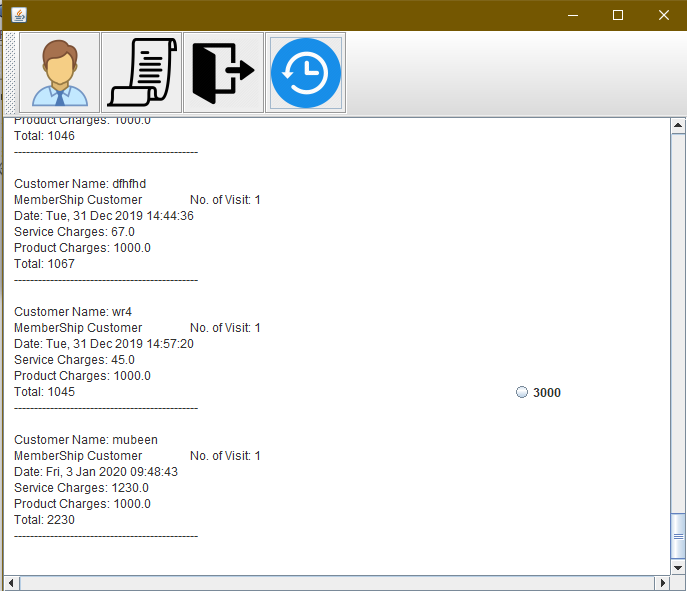 Product Charges: 1000.0
Total: 1046
----------------------------------------------
Customer Name: dfhfhd
MemberShip Customer No. of Visit: 1
Date: Tue, 31 Dec 2019 14:44:36
Service Charges: 67.0
Product Charges: 1000.0
Total: 1067
----------------------------------------------
Customer Name: wr4
MemberShip Customer No. of Visit: 1
Date: Tue, 31 Dec 2019 14:57:20
Service Charges: 45.0
Product Charges: 1000.0
Total: 1045
3000
----------------------------------------------
Customer Name: mubeen
MemberShip Customer No. of Visit: 1
Date: Fri, 3 Jan 2020 09:48:43
Service Charges: 1230.0
Product Charges: 1000.0
Total: 2230
----------------------------------------------